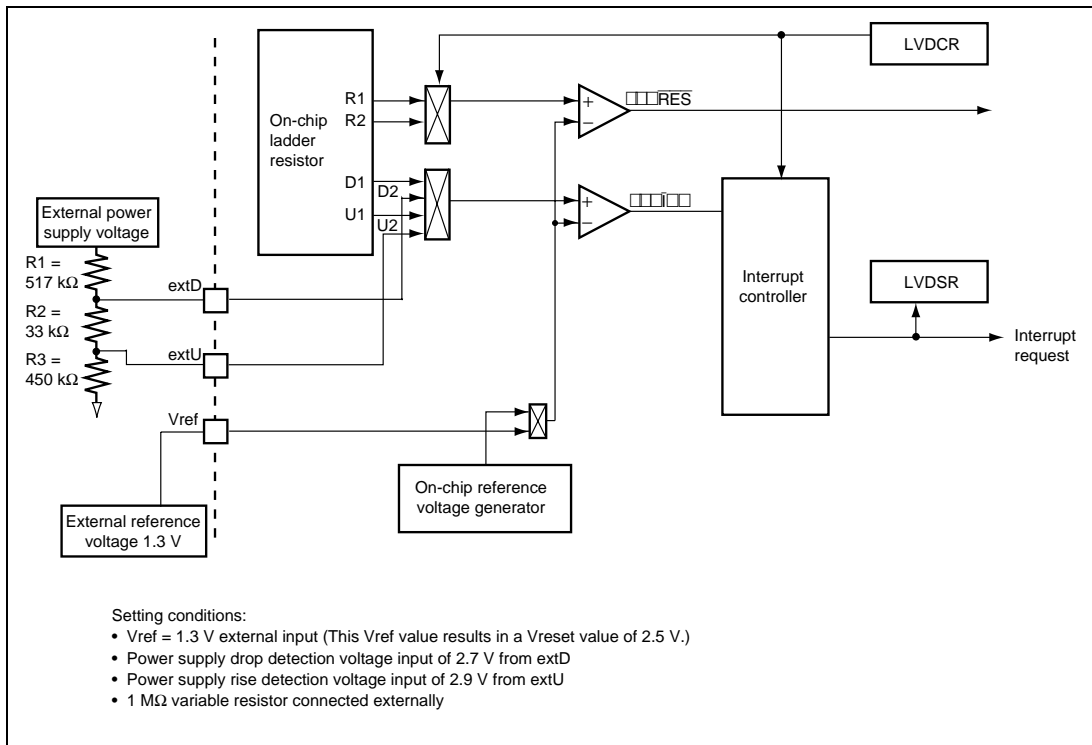 LVDCR
RES
R1
R2
On-chip
ladder
resistor
D1
D2
U1
U2
External power
supply voltage
R1 =
517 kΩ
extD
R2 =
33 kΩ
extU
R3 =
450 kΩ
Vref
Interrupt
controller
LVDSR
Interrupt
request
On-chip reference
voltage generator
External reference
voltage 1.3 V
Setting conditions:
• Vref = 1.3 V external input (This Vref value results in a Vreset value of 2.5 V.)
• Power supply drop detection voltage input of 2.7 V from extD
• Power supply rise detection voltage input of 2.9 V from extU
• 1 MΩ variable resistor connected externally